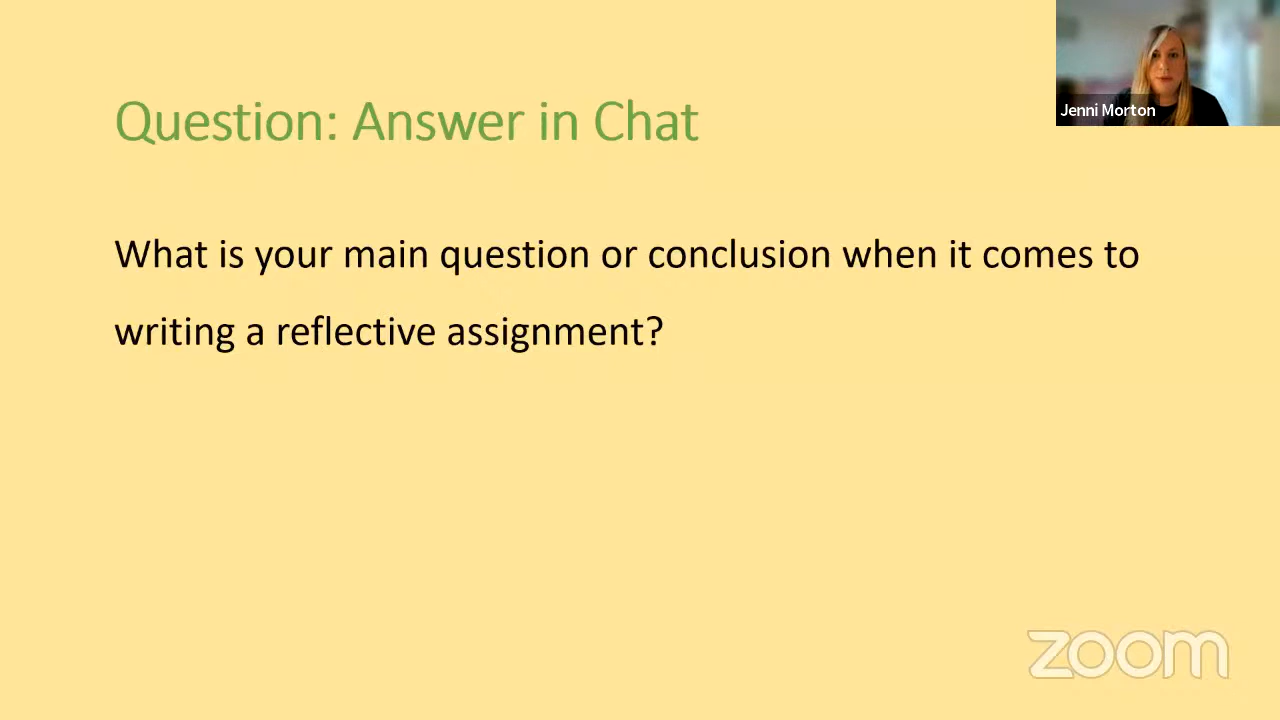 Question: Answer in Chat
Jenni Morton
What is your main question or conclusion when it comes to
writing a reflective assignment?
zoom